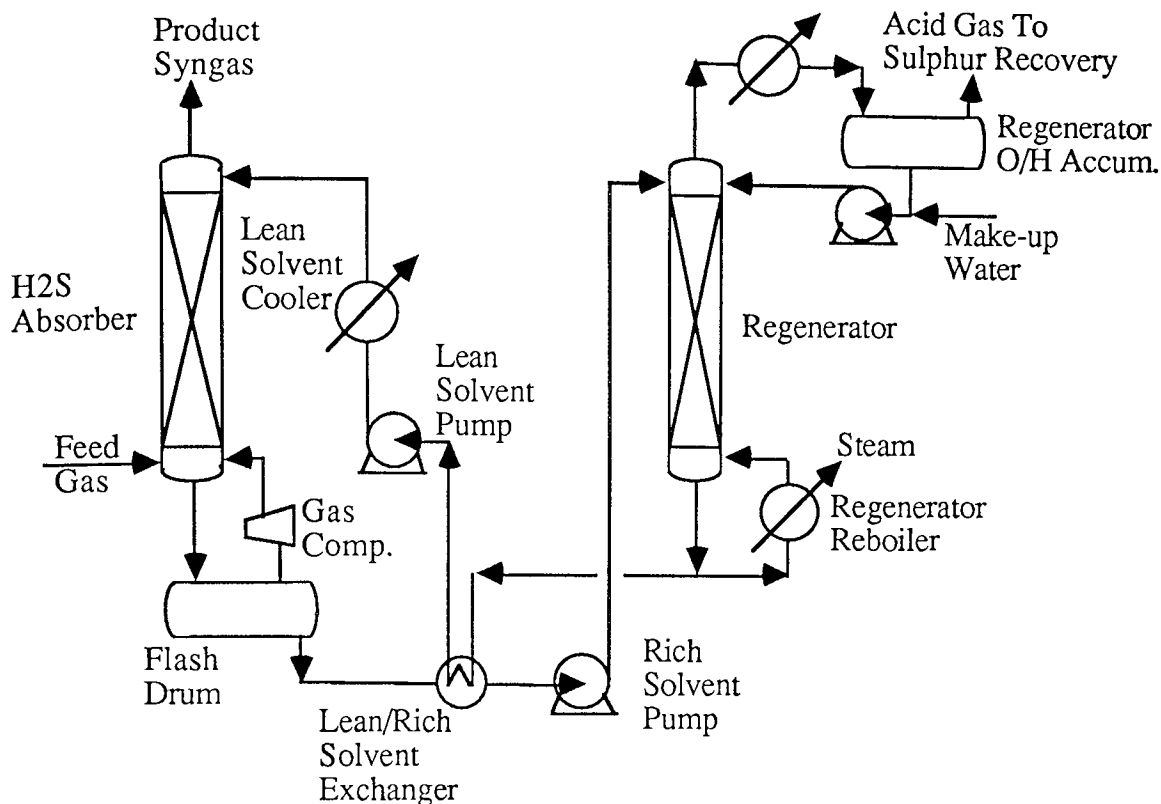 Product
Syngas
Acid Gas To
Sulphur Recovery
Regenerator
O/H Accum.
Make-up
Water
Lean
Solvent
Cooler
H2S
Absorber
Regenerator
Lean
Solvent
Pump
Feed
Gas
Gas
Comp.
Steam
Regenerator
Reboiler
Flash
Drum
Rich
Solvent
Pump
Lean/Rich
Solvent
Exchanger